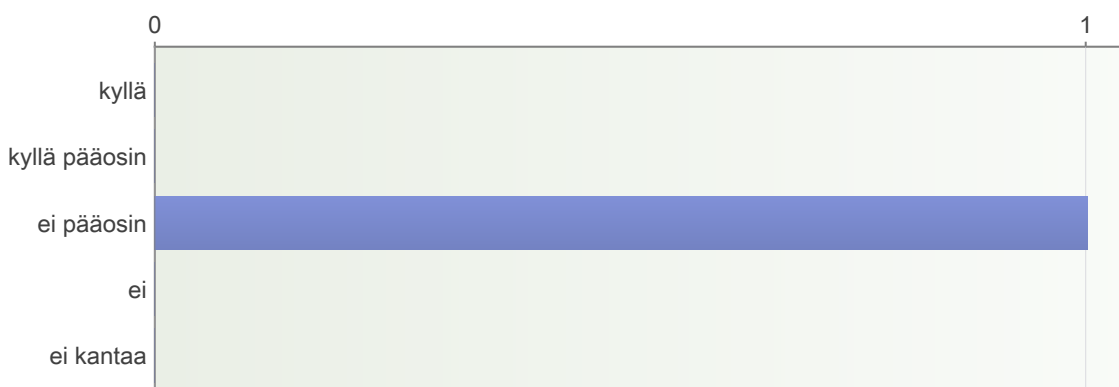 0 1
kyllä
kyllä pääosin
ei pääosin
ei
ei kantaa